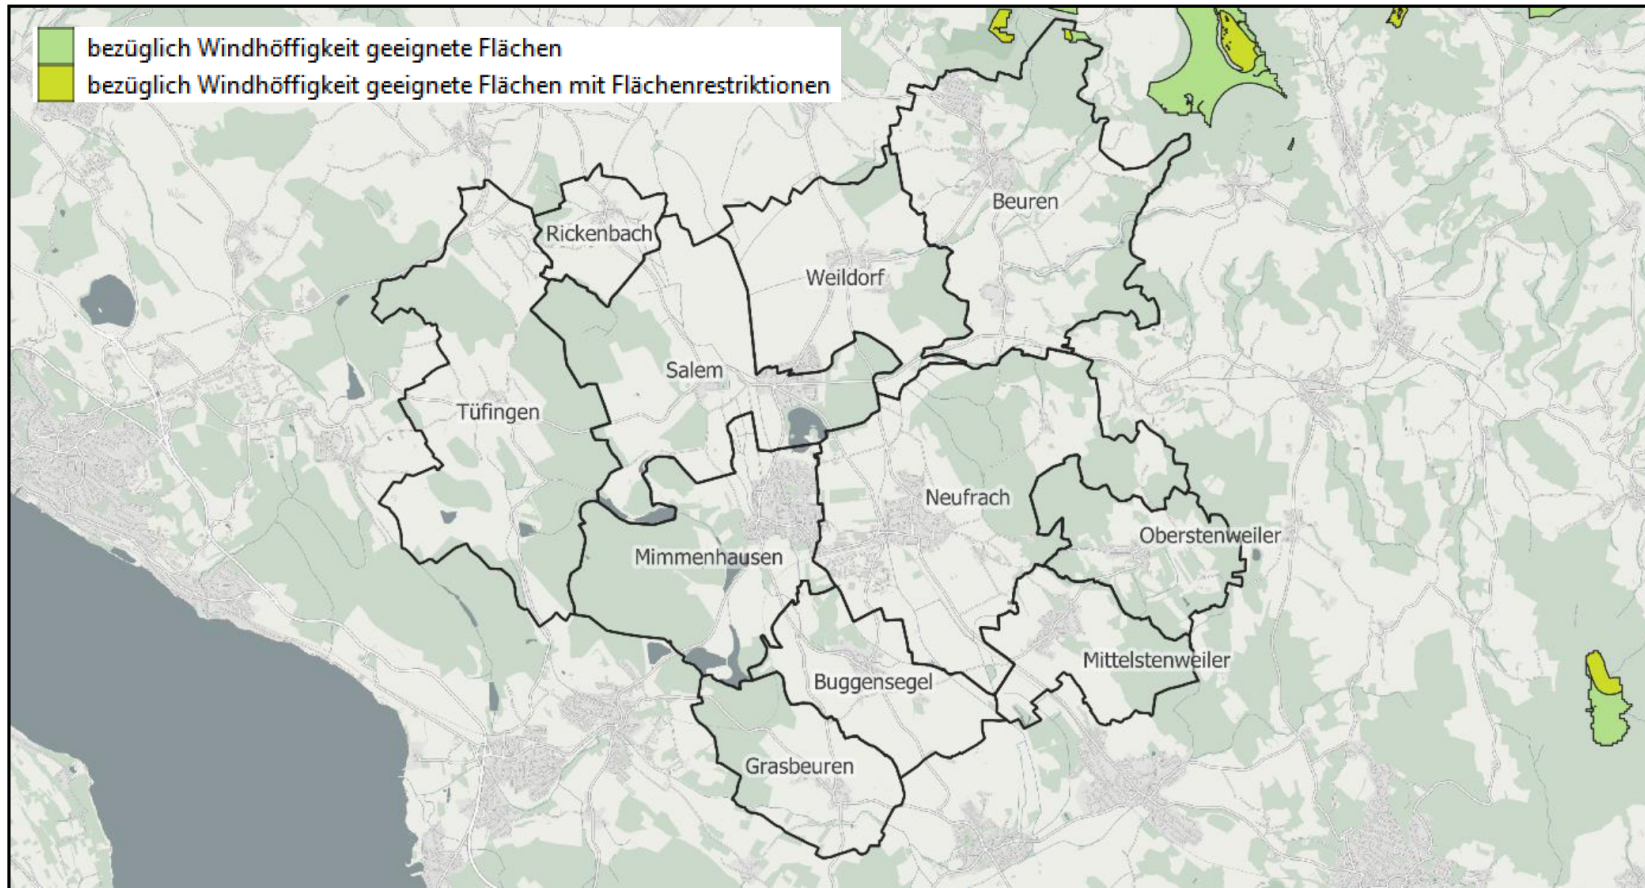 bezüglich Windhöffigkeit geeignete Flächen
bezüglich Windhöffigkeit geeignete Flächen mit Flächenrestriktionen
Beuren
Rickenbach
Weildorf
Salem
Tüfingen
Neufrach
Oberstenweiler
Mimmenhausen
Mittelstenweiler
Buggensegel
Grasbeuren